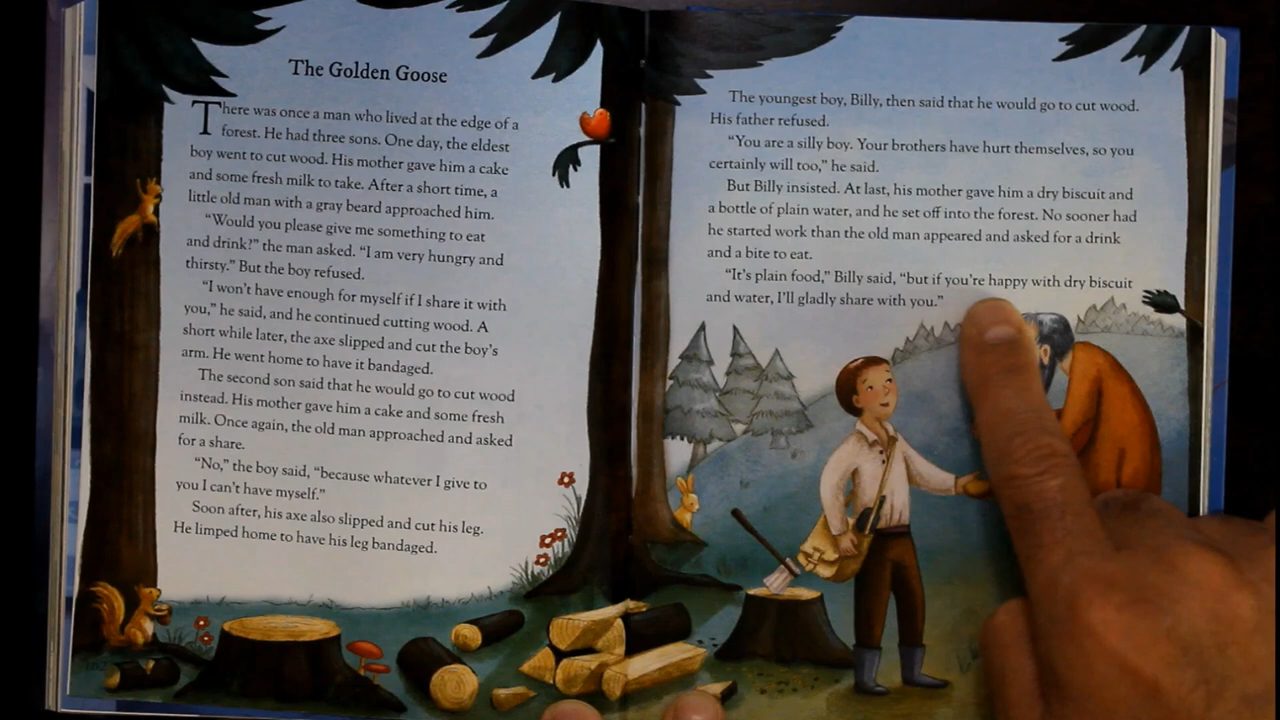 The Golden Goose
There was once a man who lived at the edge of a
forest. He had three sons. One day, the eldest
boy went to cut wood. His mother gave him a cake
and some fresh milk to take. After a short time, a
little old man with a gray beard approached him.
“Would you please give me something to eat
and drink?” the man asked. “I am very hungry and
thirsty.” But the boy refused.
“I won’t have enough for myself if I share it with
you,” he said, and he continued cutting wood. A
short while later, the axe slipped and cut the boy’s
arm. He went home to have it bandaged.
The second son said that he would go to cut wood
instead. His mother gave him a cake and some fresh
milk. Once again, the old man approached and asked
for a share.
“No,” the boy said, “because whatever I give to
you I can’t have myself.”
Soon after, his axe also slipped and cut his leg.
He limped home to have his leg bandaged.
The youngest boy, Billy, then said that he would go to cut wood.
His father refused.
“You are a silly boy. Your brothers have hurt themselves, so you
certainly will too,” he said.
But Billy insisted. At last, his mother gave him a dry biscuit and
a bottle of plain water, and he set off into the forest. No sooner had
he started work than the old man appeared and asked for a drink
and a bite to eat.
“It’s plain food,” Billy said, “but if you’re happy with dry biscuit
and water, I’ll gladly share with you.”